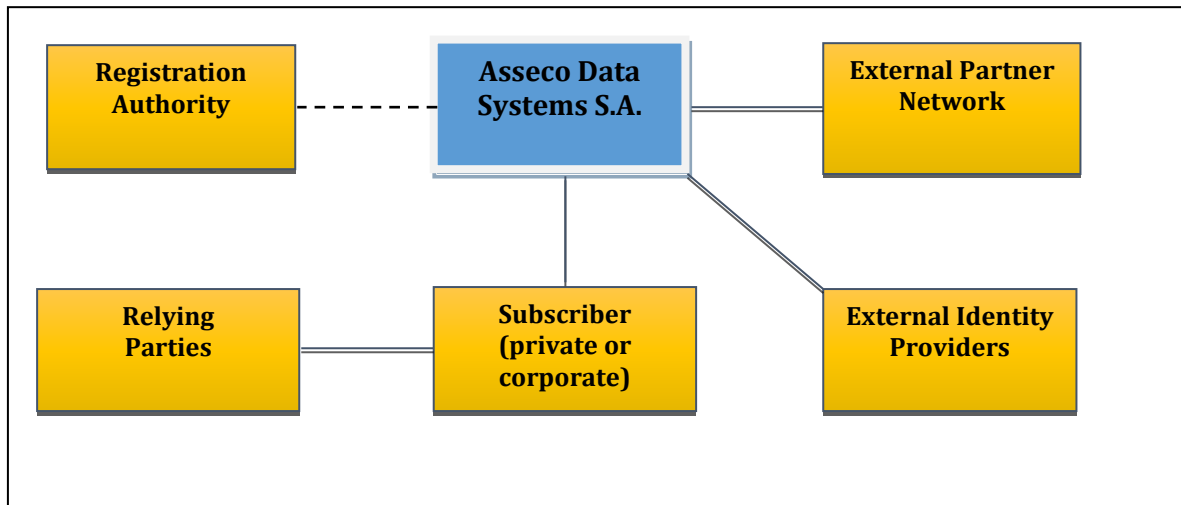 Registration
Authority
Asseco Data
Systems S.A.
External Partner
Network
Relying
Parties
Subscriber
(private or
corporate)
External Identity
Providers